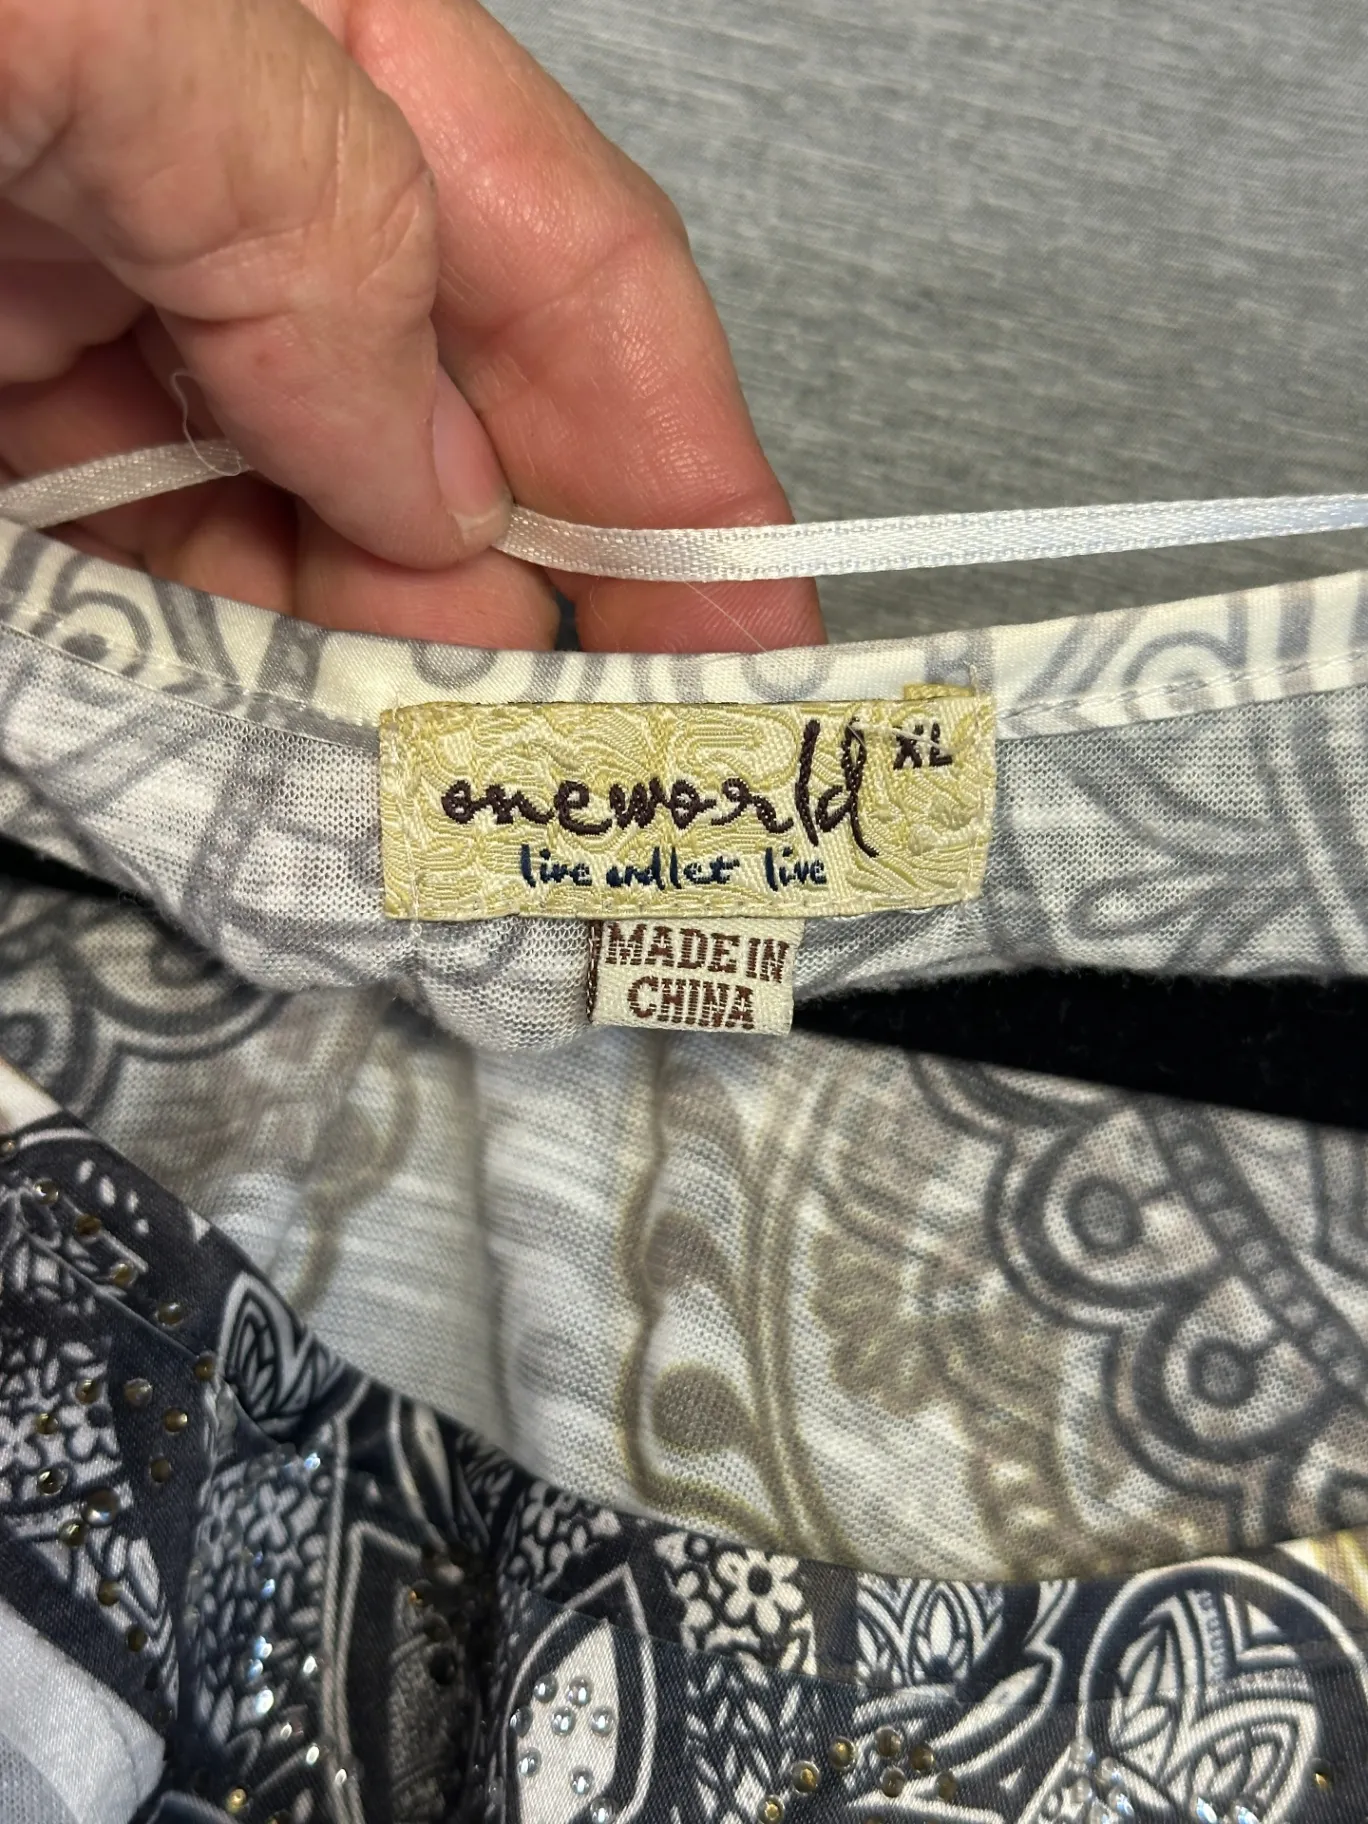 oneworld
XL
live and let live
MADE IN
CHINA